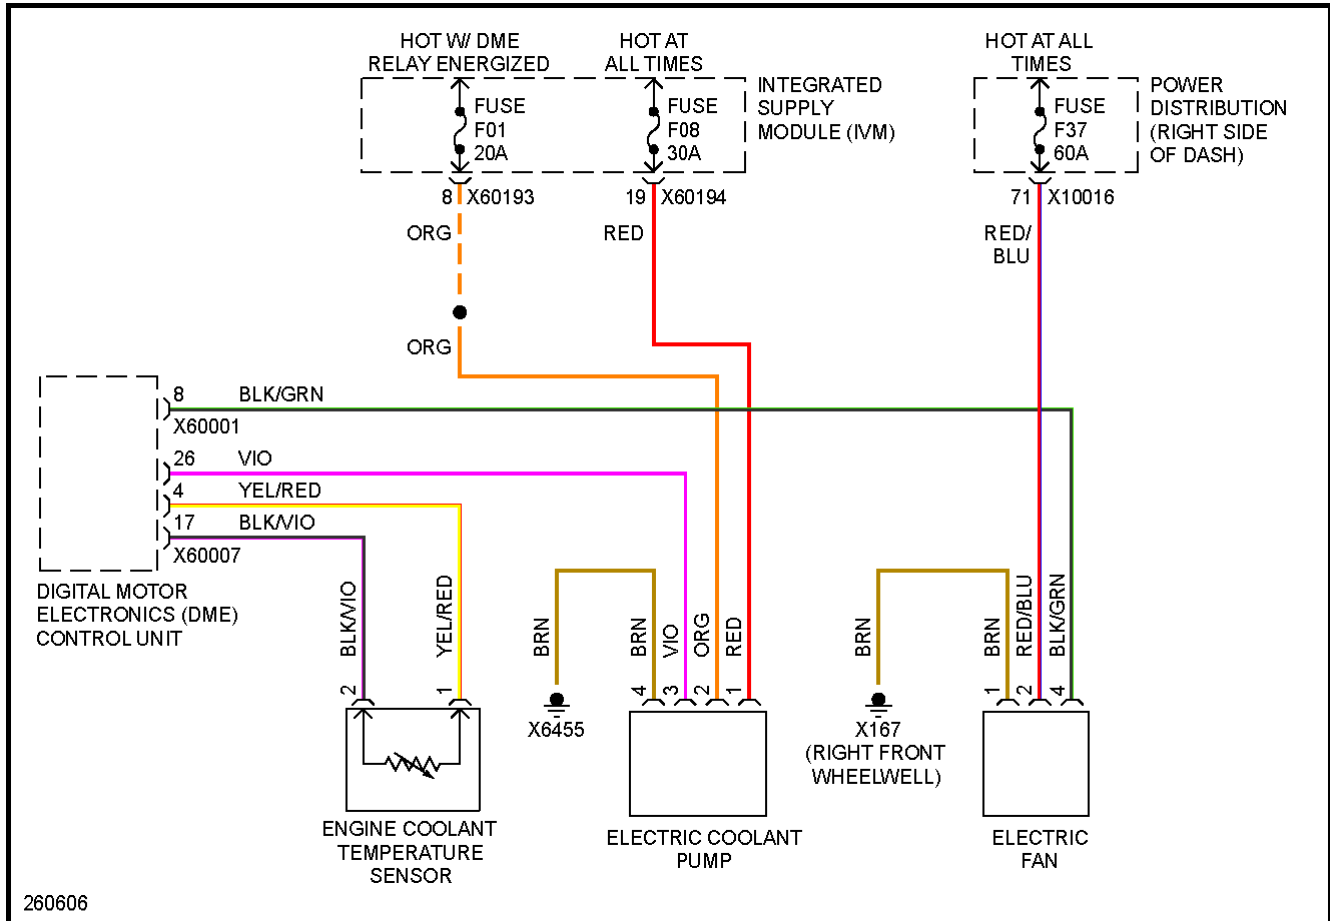 HOT W/ DME
RELAY ENERGIZED
HOT AT
ALL TIMES
HOT AT ALL
TIMES
FUSE
F01
20A
FUSE
F08
30A
INTEGRATED
SUPPLY
MODULE (IVM)
FUSE
F37
60A
POWER
DISTRIBUTION
(RIGHT SIDE
OF DASH)
8 X60193
19 X60194
71 X10016
ORG
RED
RED/
BLU
ORG
8 BLK/GRN
X60001
26 VIO
4 YEL/RED
17 BLK/VIO
X60007
DIGITAL MOTOR
ELECTRONICS (DME)
CONTROL UNIT
BLK/VIO
YEL/RED
BRN
BRN
VIO
ORG
RED
BRN
BRN
RED/BLU
BLK/GRN
2
1
4
3
2
1
1
2
4
X6455
X167
(RIGHT FRONT
WHEELWELL)
ENGINE COOLANT
TEMPERATURE
SENSOR
ELECTRIC COOLANT
PUMP
ELECTRIC
FAN
260606